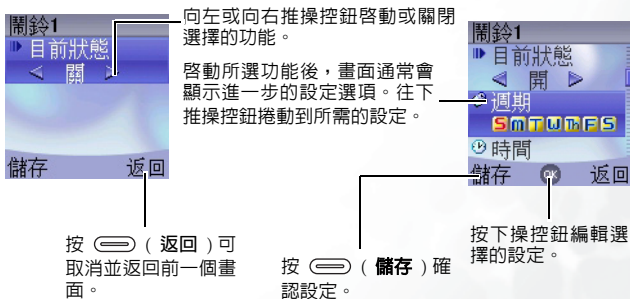 鬧鈴1
目前狀態
關
儲存 返回
向左或向右推操控鈕啓動或關閉
選擇的功能。
啓動所選功能後，畫面通常會
顯示進一步的設定選項。往下
推操控鈕捲動到所需的設定。
鬧鈴1
目前狀態
開
週期
S m T W Th F S
時間
儲存 OK 返回
按 （返回）可
取消並返回前一個畫
面。
按 （儲存）確
認設定。
按下操控鈕編輯選
擇的設定。